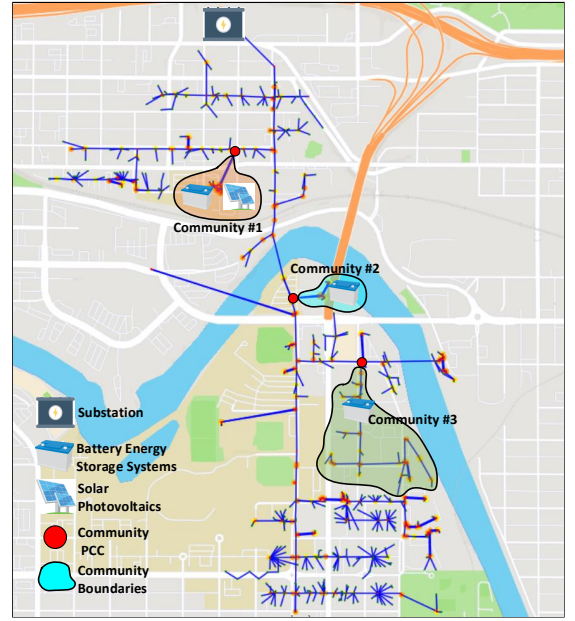 Community #1
Community #2
Community #3
Substation
Battery Energy
Storage Systems
Solar
Photovoltaics
Community
PCC
Community
Boundaries